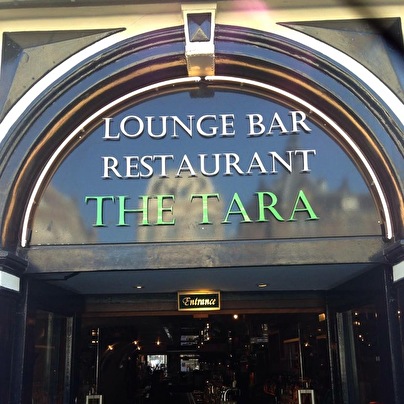 LOUNGE BAR
RESTAURANT
THE TARA
Entrance